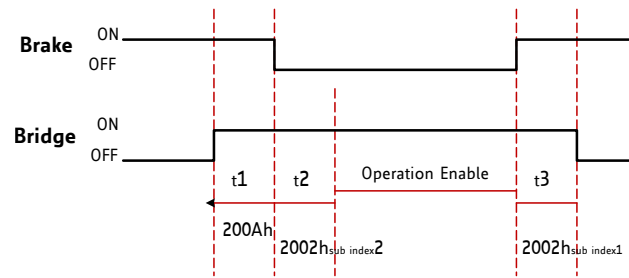 ON
Brake
OFF
ON
Bridge
OFF
t1 t2 Operation Enable t3
200Ah
2002hsub index2 2002hsub index1